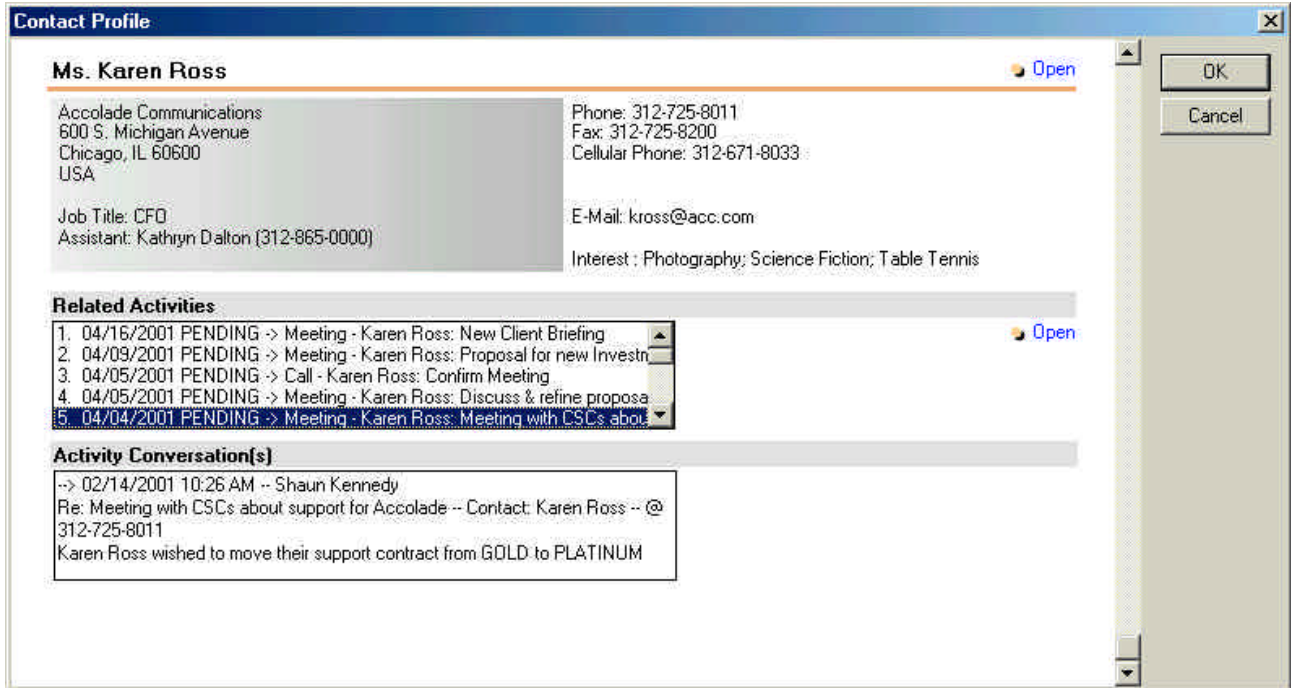 Contact Profile
Ms. Karen Ross
Open
OK
Cancel
Accolade Communications
600 S. Michigan Avenue
Chicago, IL 60600
USA
Job Title: CFO
Assistant: Kathryn Dalton (312-865-0000)
Phone: 312-725-8011
Fax: 312-725-8200
Cellular Phone: 312-671-8033
E-Mail: kross@acc.com
Interest : Photography; Science Fiction; Table Tennis
Related Activities
1. 04/16/2001 PENDING -> Meeting - Karen Ross: New Client Briefing
2. 04/09/2001 PENDING -> Meeting - Karen Ross: Proposal for new Investn
3. 04/05/2001 PENDING -> Call - Karen Ross: Confirm Meeting
4. 04/05/2001 PENDING -> Meeting - Karen Ross: Discuss & refine proposa
5. 04/04/2001 PENDING -> Meeting - Karen Ross: Meeting with CSCs abou
Open
Activity Conversation(s)
--> 02/14/2001 10:26 AM -- Shaun Kennedy
Re: Meeting with CSCs about support for Accolade -- Contact: Karen Ross -- @
312-725-8011
Karen Ross wished to move their support contract from GOLD to PLATINUM